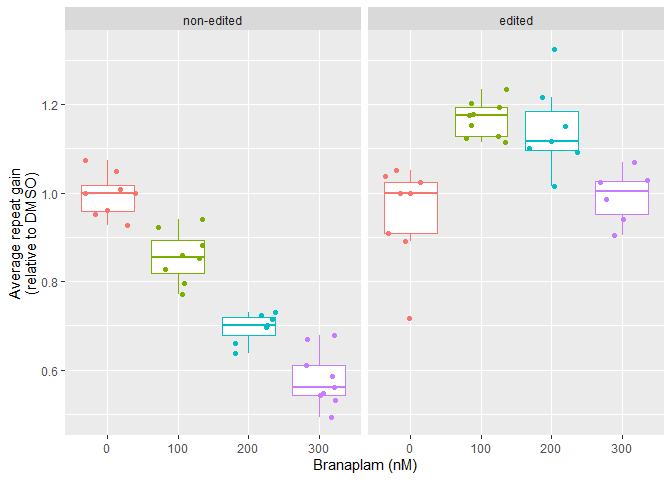 non-edited
edited
Average repeat gain
(relative to DMSO)
1.2
1.0
0.8
0.6
0
100
200
300
0
100
200
300
Branaplam (nM)